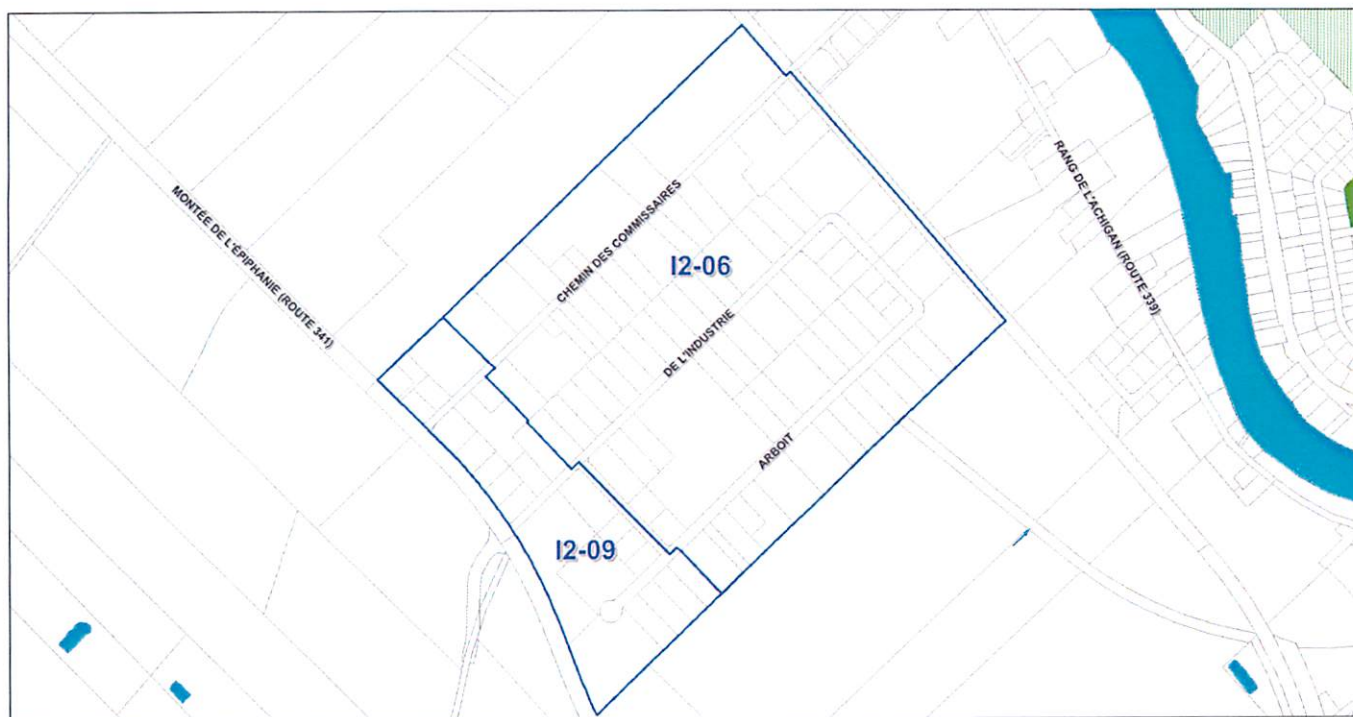 MONTÉE DE L'ÉPIPHANIE (ROUTE 341)
CHEMIN DES COMMISSAIRES
I2-06
RANG DE L'ACHIGAN (ROUTE 339)
DE L'INDUSTRIE
ARBOIT
I2-09